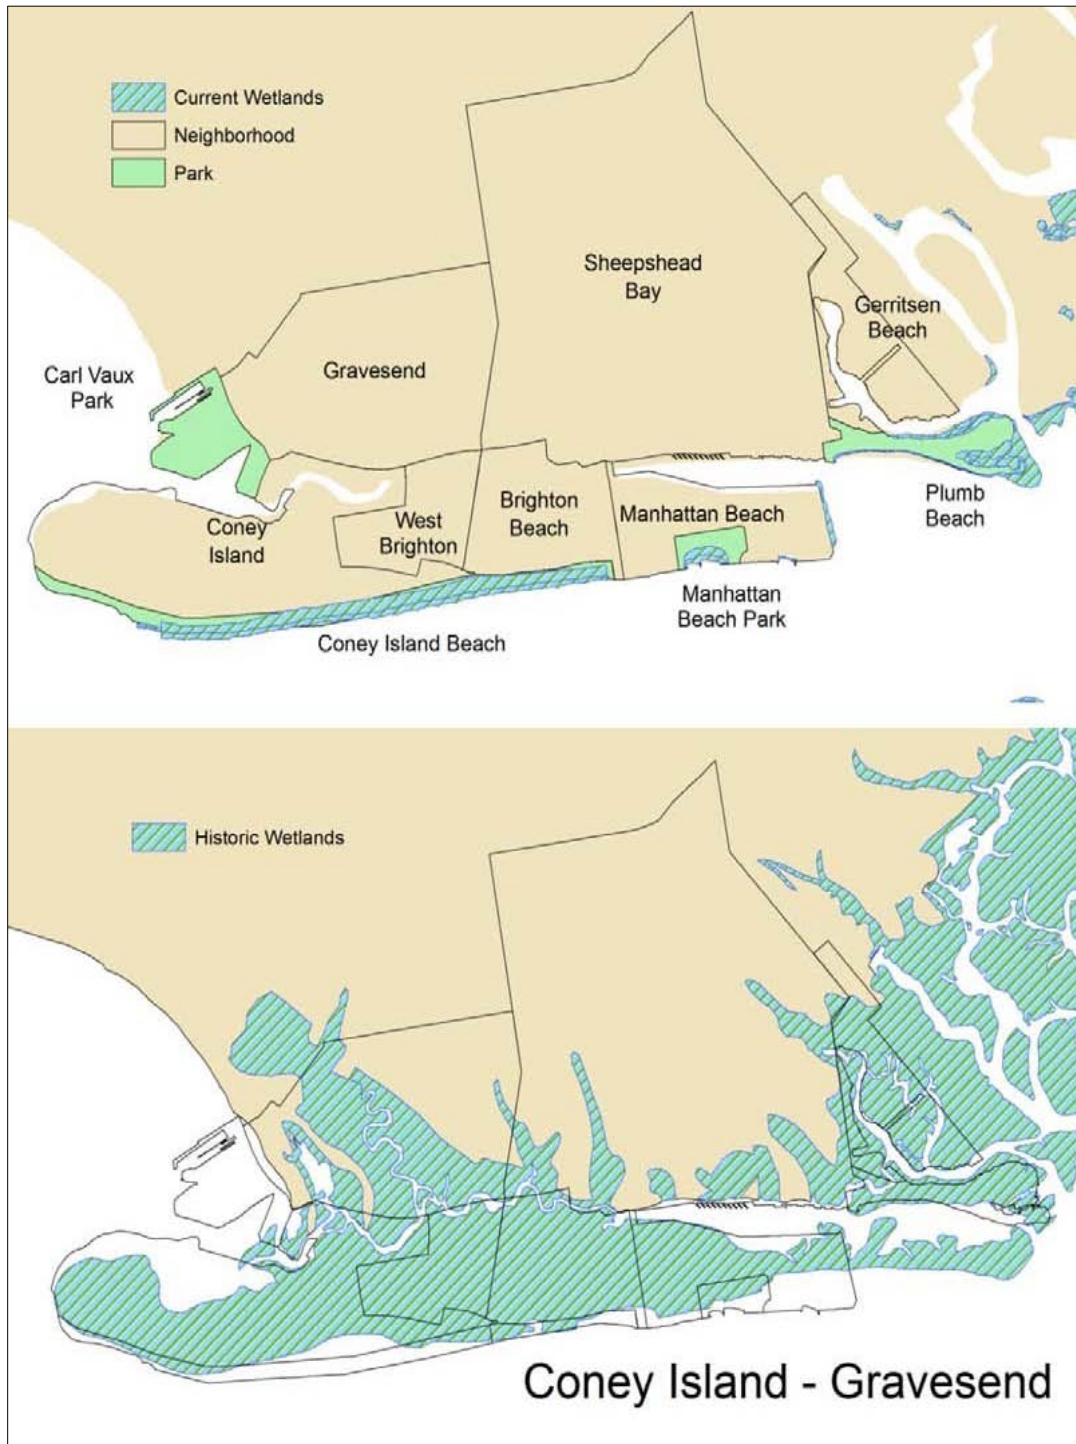 Current Wetlands
Neighborhood
Park
Sheepshead
Bay
Gerritsen
Beach
Carl Vaux
Park
Gravesend
Plumb
Beach
Coney
Island
West
Brighton
Brighton
Beach
Manhattan Beach
Manhattan
Beach Park
Coney Island Beach
Historic Wetlands
Coney Island - Gravesend